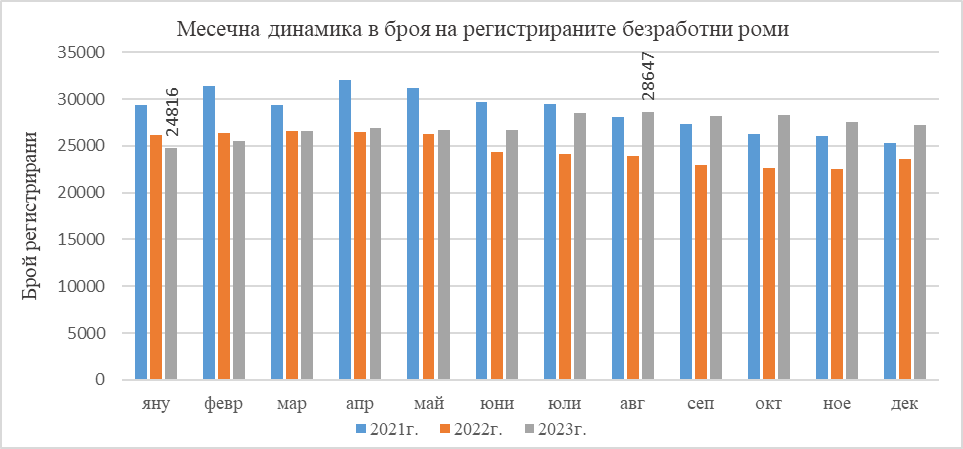 Месечна динамика в броя на регистрираните безработни роми
Брой регистрирани
35000
30000
25000
20000
15000
10000
5000
0
24816
28647
яну февр мар апр май юни юли авг сеп окт ное дек
2021г. 2022г. 2023г.